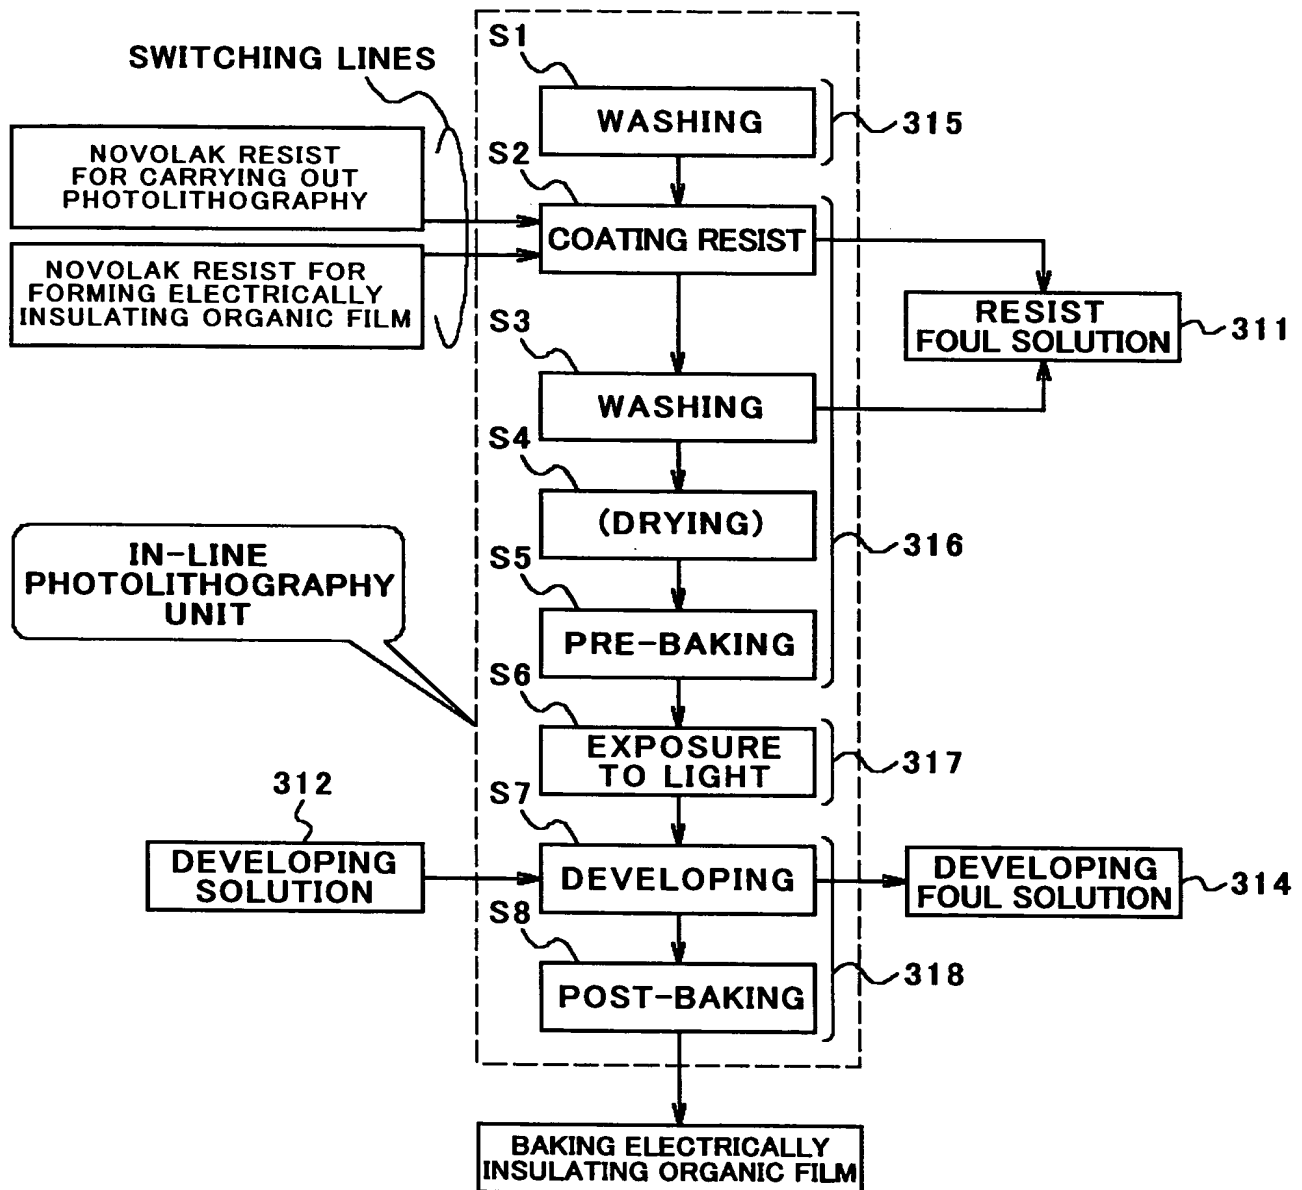 S1
SWITCHING LINES
WASHING
315
NOVOLAK RESIST
FOR CARRYING OUT
PHOTOLITHOGRAPHY
S2
COATING RESIST
NOVOLAK RESIST FOR
FORMING ELECTRICALLY
INSULATING ORGANIC FILM
RESIST
FOUL SOLUTION
311
S3
WASHING
S4
(DRYING)
316
IN-LINE
PHOTOLITHOGRAPHY
UNIT
S5
PRE-BAKING
S6
EXPOSURE
TO LIGHT
317
312
S7
DEVELOPING
SOLUTION
DEVELOPING
DEVELOPING
FOUL SOLUTION
314
S8
POST-BAKING
318
BAKING ELECTRICALLY
INSULATING ORGANIC FILM